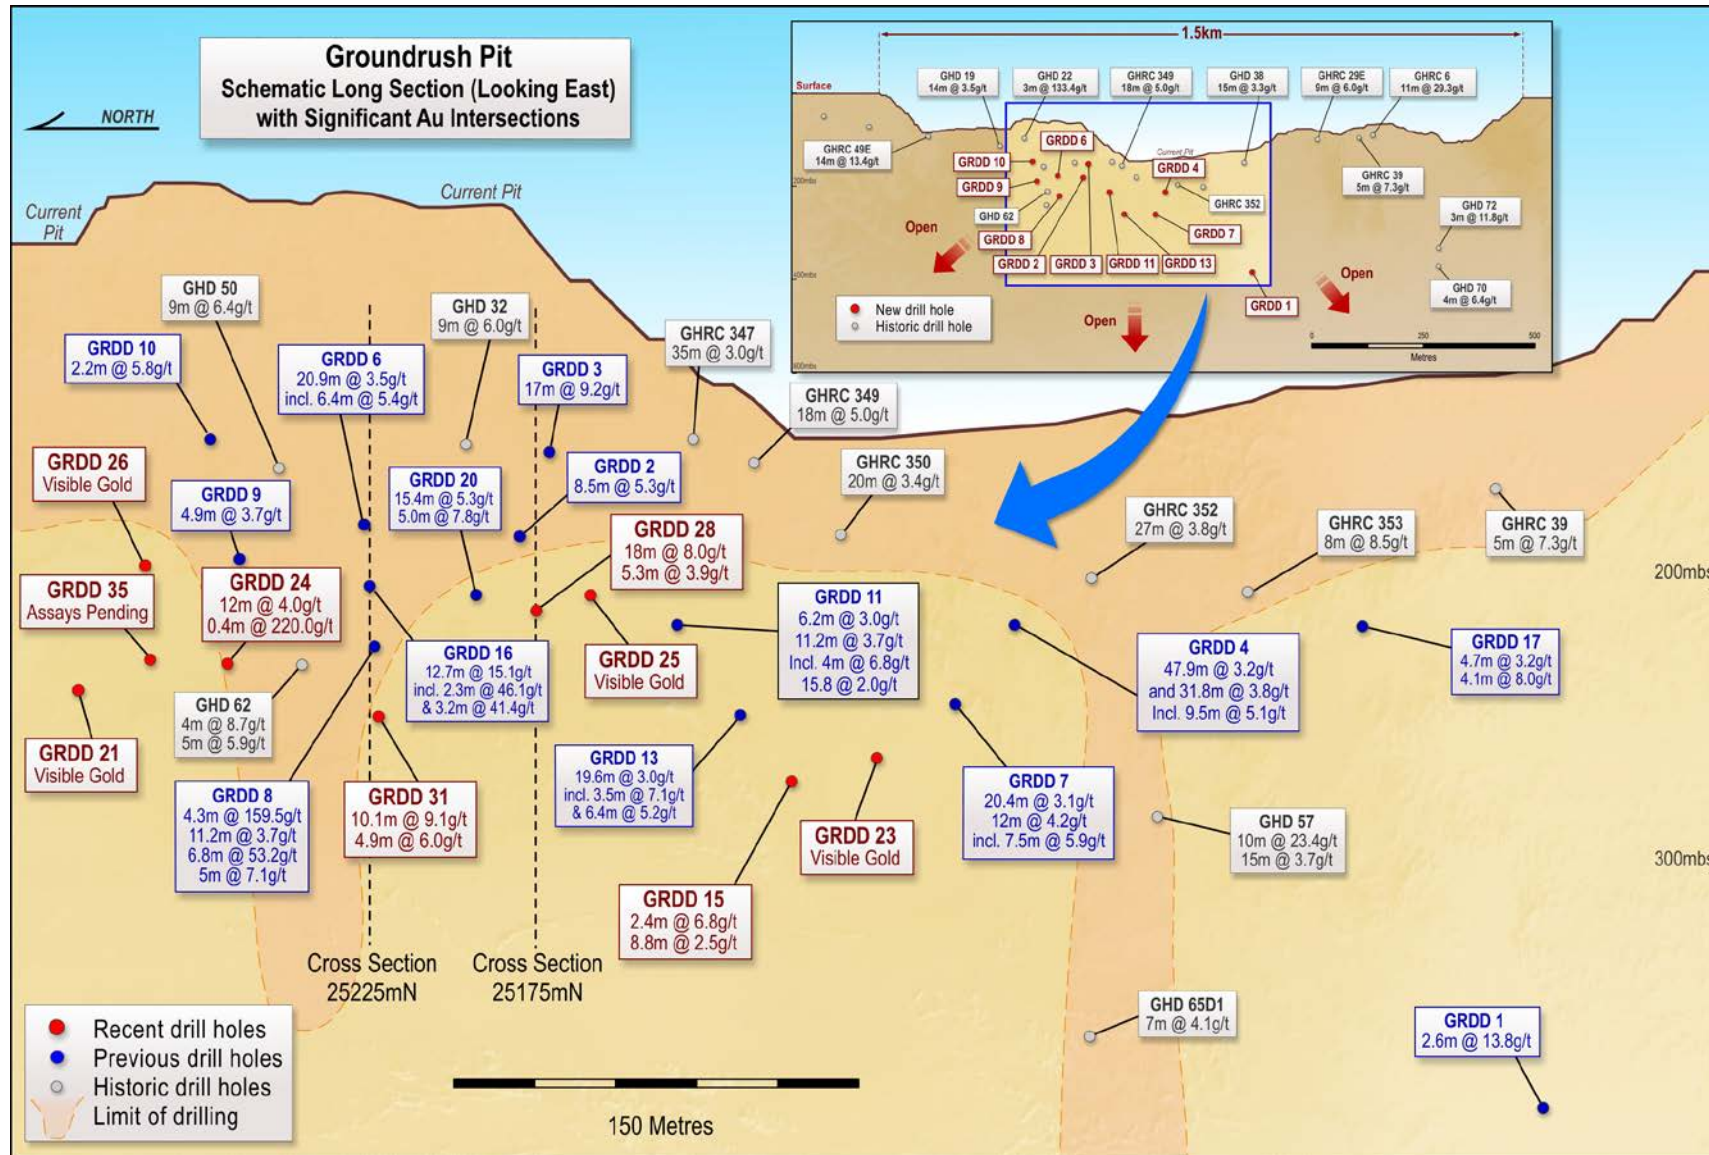 Groundrush Pit
Schematic Long Section (Looking East)
with Significant Au Intersections
NORTH
Current Pit
Current
Pit
1.5km
Surface
GHD 19
14m @ 3.5g/t
GHD 22
3m @ 133.4g/t
GHRC 349
18m @ 5.0g/t
GHD 38
15m @ 3.3g/t
GHRC 29E
9m @ 6.0g/t
GHRC 6
11m @ 29.3g/t
GHRC 49E
14m @ 13.4g/t
GRDD 6
GRDD 10
Current Pit
GRDD 4
GHRC 39
5m @ 7.3g/t
200mbs
GRDD 9
GHD 62
GHRC 352
GHD 72
3m @ 11.8g/t
Open
GRDD 8
GRDD 7
GRDD 2
GRDD 3
GRDD 11
GRDD 13
400mbs
Open
GRDD 1
GHD 70
4m @ 6.4g/t
New drill hole
Historic drill hole
Open
0
250
500
Metres
600mbs
GHD 50
9m @ 6.4g/t
GHD 32
9m @ 6.0g/t
GHRC 347
35m @ 3.0g/t
GRDD 10
2.2m @ 5.8g/t
GRDD 6
20.9m @ 3.5g/t
incl. 6.4m @ 5.4g/t
GRDD 3
17m @ 9.2g/t
GHRC 349
18m @ 5.0g/t
GRDD 26
Visible Gold
GRDD 9
4.9m @ 3.7g/t
GRDD 20
15.4m @ 5.3g/t
5.0m @ 7.8g/t
GRDD 2
8.5m @ 5.3g/t
GHRC 350
20m @ 3.4g/t
GRDD 28
18m @ 8.0g/t
5.3m @ 3.9g/t
GHRC 352
27m @ 3.8g/t
GHRC 353
8m @ 8.5g/t
GHRC 39
5m @ 7.3g/t
200mbs
GRDD 35
Assays Pending
GRDD 24
12m @ 4.0g/t
0.4m @ 220.0g/t
GRDD 16
12.7m @ 15.1g/t
incl. 2.3m @ 46.1g/t
& 3.2m @ 41.4g/t
GRDD 25
Visible Gold
GRDD 11
6.2m @ 3.0g/t
11.2m @ 3.7g/t
Incl. 4m @ 6.8g/t
15.8 @ 2.0g/t
GRDD 4
47.9m @ 3.2g/t
and 31.8m @ 3.8g/t
Incl. 9.5m @ 5.1g/t
GRDD 17
4.7m @ 3.2g/t
4.1m @ 8.0g/t
GHD 62
4m @ 8.7g/t
5m @ 5.9g/t
GRDD 21
Visible Gold
GRDD 8
4.3m @ 159.5g/t
11.2m @ 3.7g/t
6.8m @ 53.2g/t
5m @ 7.1g/t
GRDD 31
10.1m @ 9.1g/t
4.9m @ 6.0g/t
GRDD 13
19.6m @ 3.0g/t
incl. 3.5m @ 7.1g/t
& 6.4m @ 5.2g/t
GRDD 23
Visible Gold
GRDD 7
20.4m @ 3.1g/t
12m @ 4.2g/t
incl. 7.5m @ 5.9g/t
GHD 57
10m @ 23.4g/t
15m @ 3.7g/t
300mbs
GRDD 15
2.4m @ 6.8g/t
8.8m @ 2.5g/t
Cross Section
25225mN
Cross Section
25175mN
GHD 65D1
7m @ 4.1g/t
GRDD 1
2.6m @ 13.8g/t
Recent drill holes
Previous drill holes
Historic drill holes
Limit of drilling
150 Metres